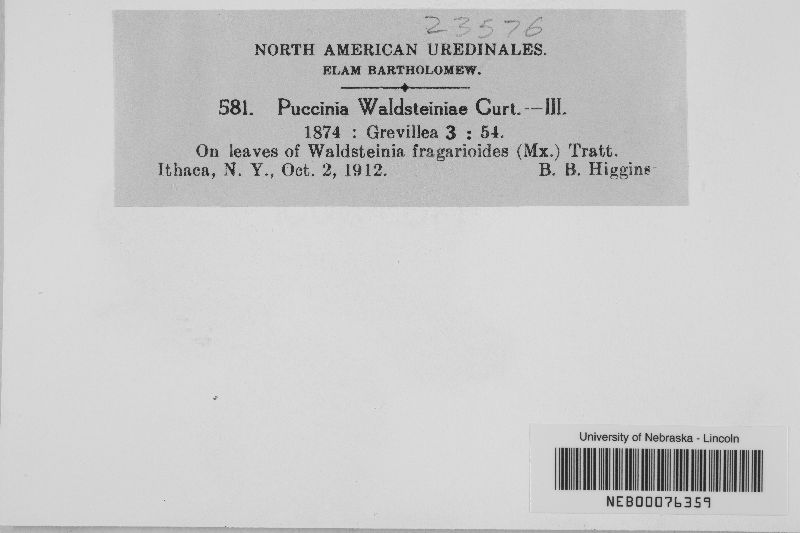 23576
NORTH AMERICAN UREDINALES.
ELAM BARTHOLOMEW.
581. Puccinia Waldsteiniae Curt.—III.
1874 : Grevillea 3 : 54.
On leaves of Waldsteinia fragarioides (Mx.) Tratt.
Ithaca, N. Y., Oct. 2, 1912. B. B. Higgins
University of Nebraska - Lincoln
NEB00076359